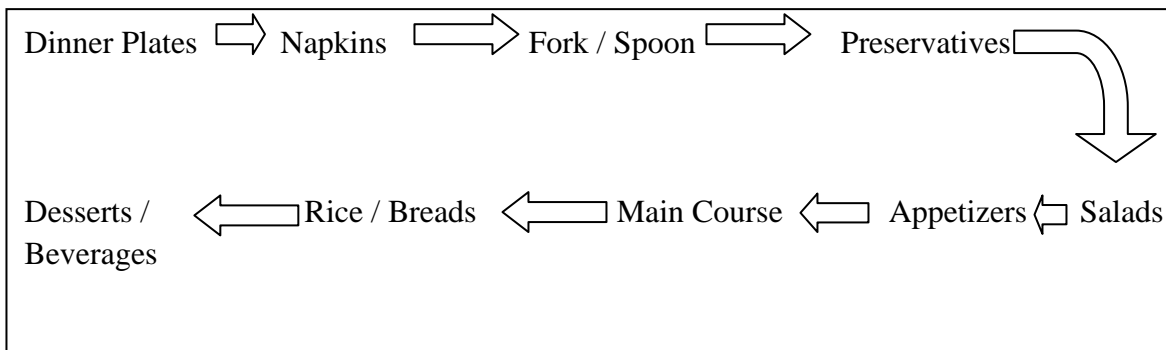 Dinner Plates Napkins Fork / Spoon Preservatives
Desserts / Rice / Breads Main Course Appetizers Salads
Beverages